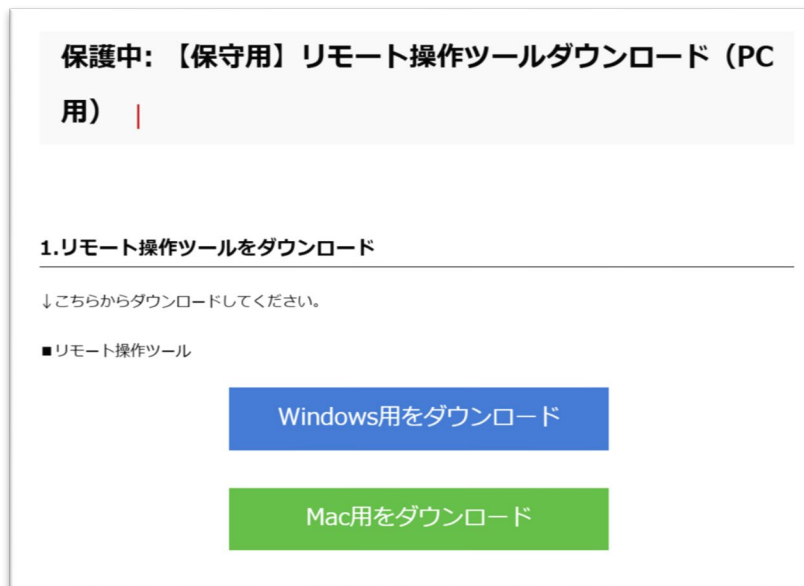 保護中: 【保守用】リモート操作ツールダウンロード（PC
用）
1.リモート操作ツールをダウンロード
↓こちらからダウンロードしてください。
■リモート操作ツール
Windows用をダウンロード
Mac用をダウンロード